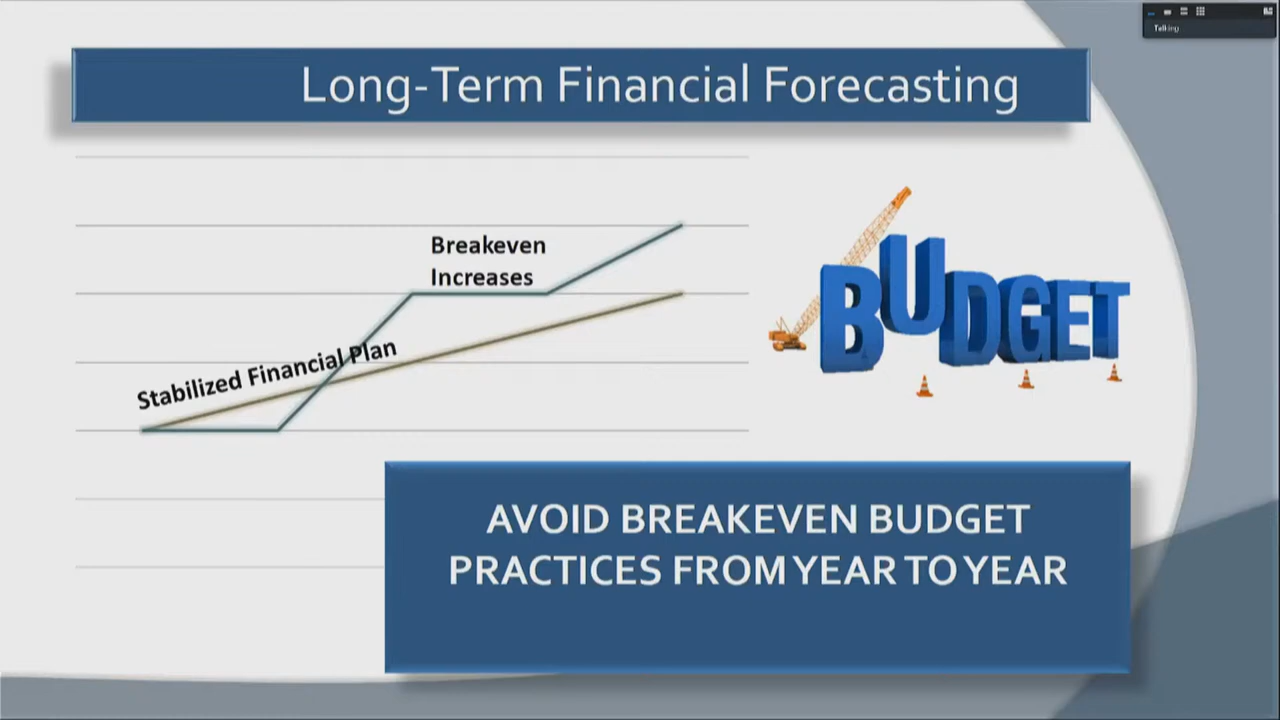 Talking
Long-Term Financial Forecasting
Breakeven
Increases
Stabilized Financial Plan
BUDGET
AVOID BREAKEVEN BUDGET
PRACTICES FROM YEAR TO YEAR